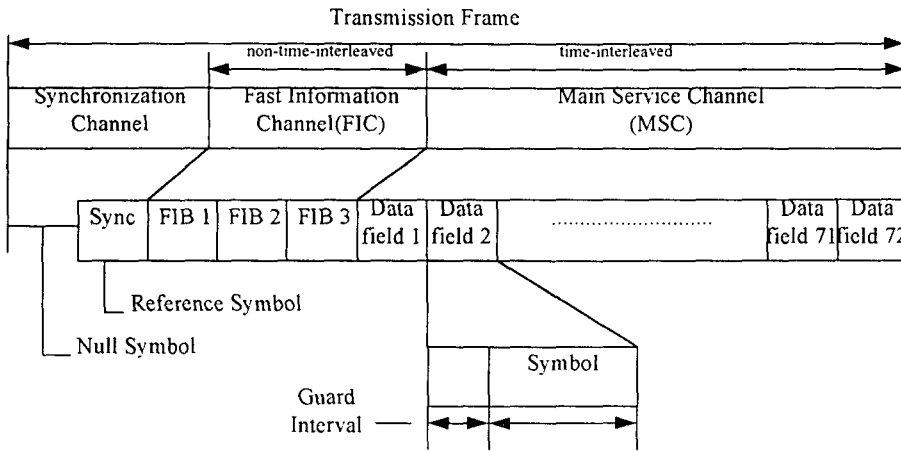 Transmission Frame
non-time-interleaved
time-interleaved
Synchronization
Channel
Fast Information
Channel(FIC)
Main Service Channel
(MSC)
Sync
FIB 1
FIB 2
FIB 3
Data
field 1
Data
field 2
Data
field 71
Data
field 72
Reference Symbol
Null Symbol
Symbol
Guard
Interval